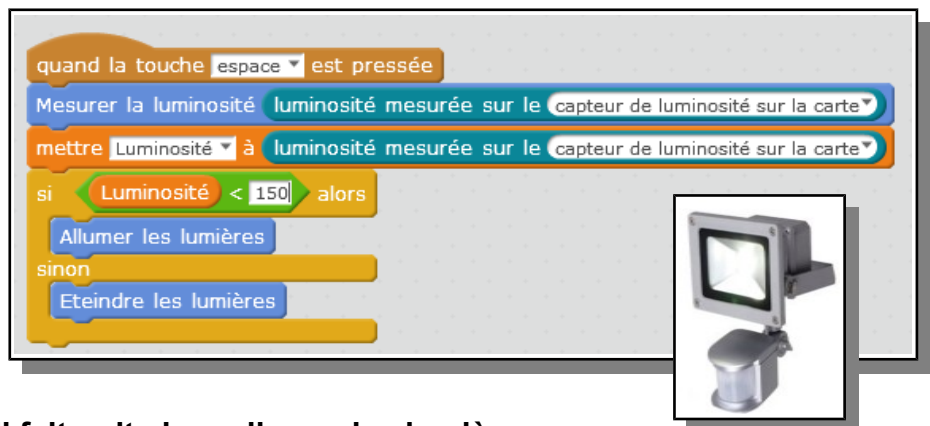 quand la touche espace est pressée
Mesurer la luminosité luminosité mesurée sur le capteur de luminosité sur la carte
mettre Luminosité à luminosité mesurée sur le capteur de luminosité sur la carte
si Luminosité < 150 alors
Allumer les lumières
sinon
Eteindre les lumières